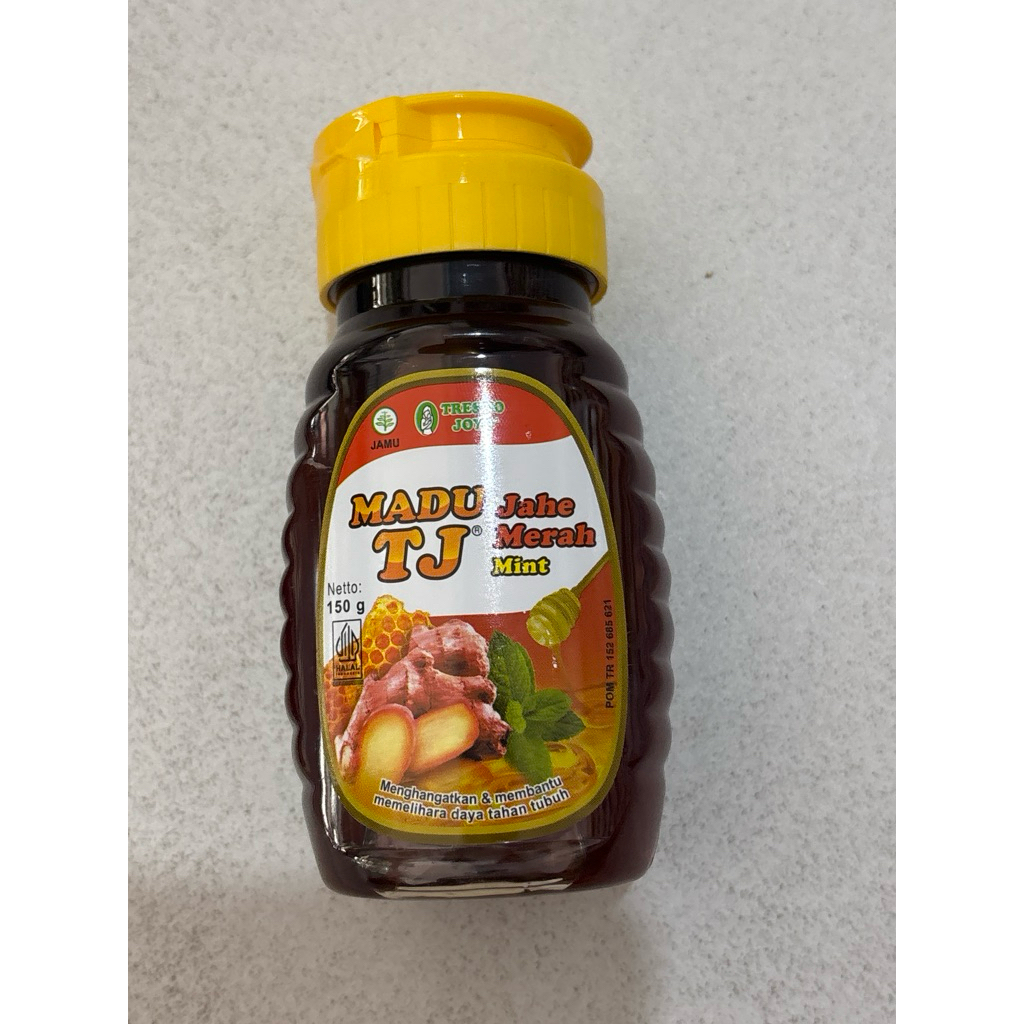 JAMU
TRESNO
JOYO
MADU
TJ®
Jahe
Merah
Mint
Netto:
150 g
HALAL
INDONESIA
POM TR 152 685 621
Menghangatkan & membantu
memelihara daya tahan tubuh